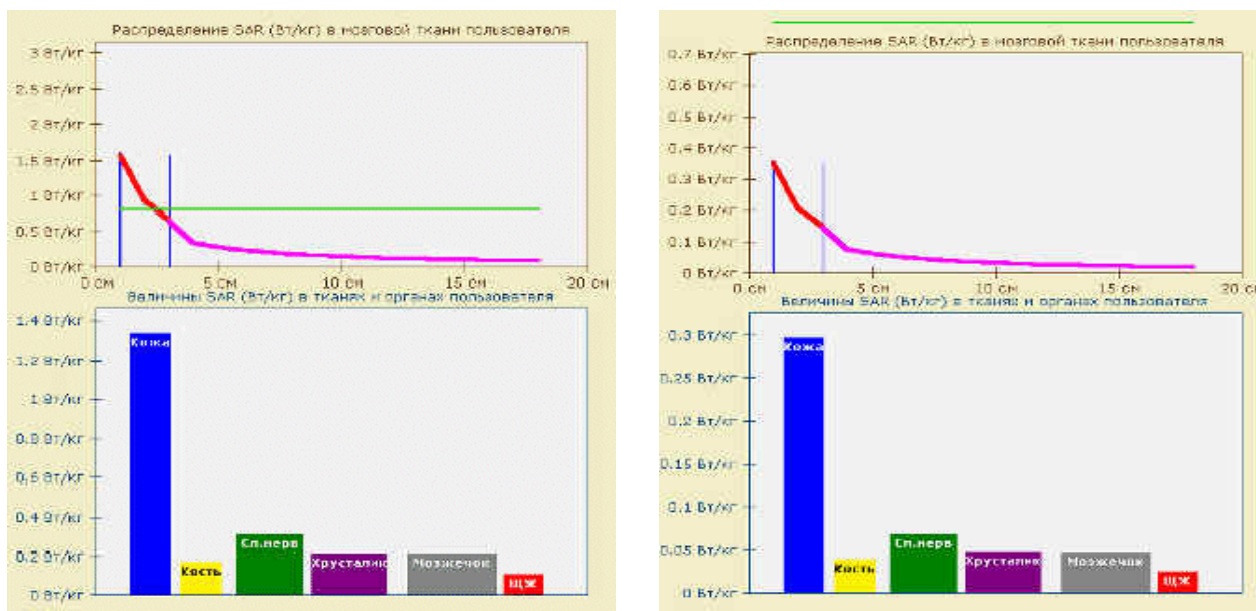 Распределение SAR (Вт/кг) в мозговой ткани пользователя
3 Вт/кг
2.5 Вт/кг
2 Вт/кг
1.5 Вт/кг
1 Вт/кг
0.5 Вт/кг
0 Вт/кг
0 см 5 см 10 см 15 см 20 см
Величины SAR (Вт/кг) в тканях и органах пользователя
1.4 Вт/кг
1.2 Вт/кг
1 Вт/кг
0.8 Вт/кг
0.6 Вт/кг
0.4 Вт/кг
0.2 Вт/кг
0 Вт/кг
Кожа
Кость
Сл.нерв
Хрусталик
Мозжечок
ЩЖ
Распределение SAR (Вт/кг) в мозговой ткани пользователя
0.7 Вт/кг
0.6 Вт/кг
0.5 Вт/кг
0.4 Вт/кг
0.3 Вт/кг
0.2 Вт/кг
0.1 Вт/кг
0 Вт/кг
0 см 5 см 10 см 15 см 20 см
Величины SAR (Вт/кг) в тканях и органах пользователя
0.3 Вт/кг
0.25 Вт/кг
0.2 Вт/кг
0.15 Вт/кг
0.1 Вт/кг
0.05 Вт/кг
0 Вт/кг
Кожа
Кость
Сл.нерв
Хрусталик
Мозжечок
ЩЖ